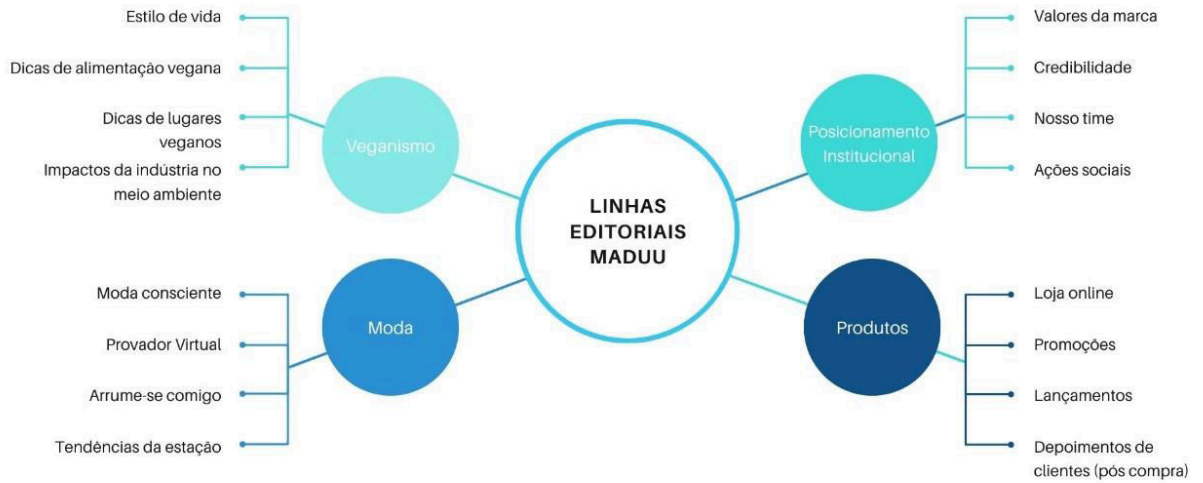 Estilo de vida
Dicas de alimentação vegana
Dicas de lugares
veganos
Impactos da indústria no
meio ambiente
Veganismo
Moda consciente
Provador Virtual
Arrume-se comigo
Tendências da estação
Moda
LINHAS
EDITORIAIS
MADUU
Posicionamento
Institucional
Valores da marca
Credibilidade
Nosso time
Ações sociais
Produtos
Loja online
Promoções
Lançamentos
Depoimentos de
clientes (pós compra)